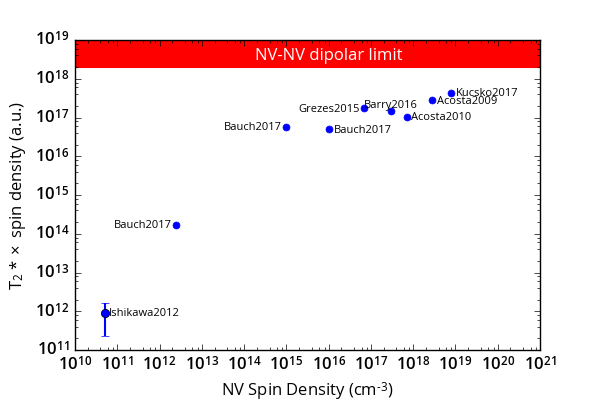 10¹⁹
NV-NV dipolar limit
10¹⁸
Kucsko2017
Acosta2009
Barry2016
Grezes2015
10¹⁷
Acosta2010
Bauch2017
Bauch2017
10¹⁶
10¹⁵
10¹⁴
Bauch2017
10¹³
10¹²
Ishikawa2012
10¹¹
T₂ * × spin density (a.u.)
10¹⁰ 10¹¹ 10¹² 10¹³ 10¹⁴ 10¹⁵ 10¹⁶ 10¹⁷ 10¹⁸ 10¹⁹ 10²⁰ 10²¹
NV Spin Density (cm⁻³)